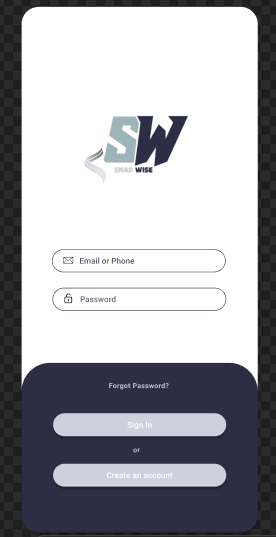 SW
SNAP WISE
Email or Phone
Password
Forgot Password?
Sign In
or
Create an account